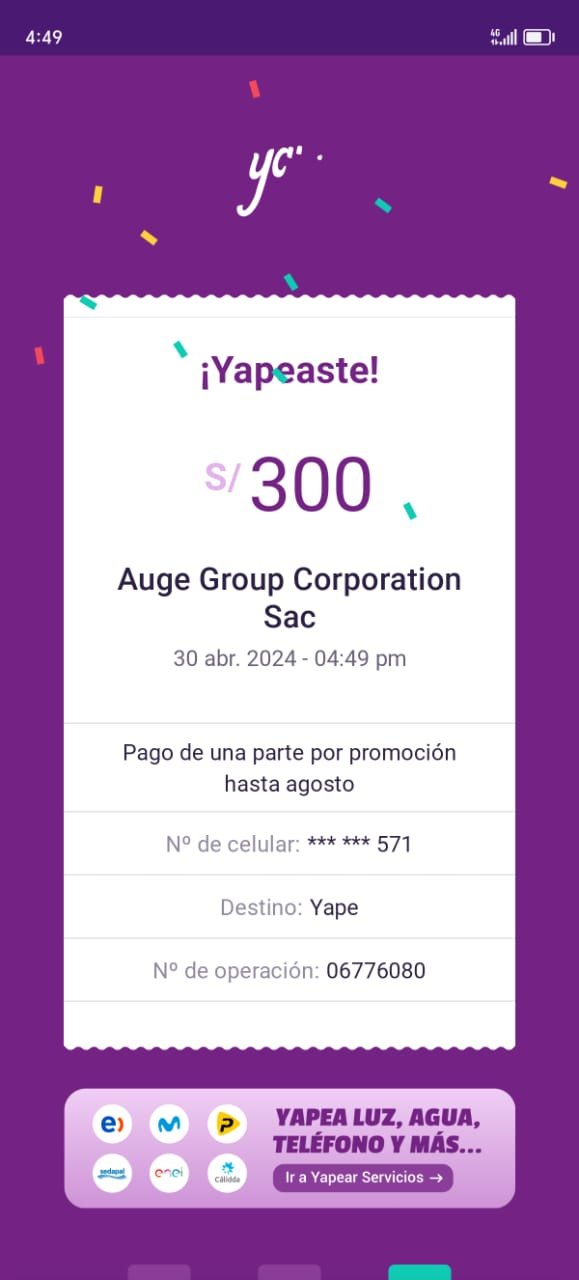 4:49
4G
yc
¡Yapeaste!
S/ 300
Auge Group Corporation
Sac
30 abr. 2024 - 04:49 pm
Pago de una parte por promoción
hasta agosto
Nº de celular: *** *** 571
Destino: Yape
Nº de operación: 06776080
e)
M
P
sedapal
enel
Cálidda
YAPEA LUZ, AGUA,
TELÉFONO Y MÁS...
Ir a Yapear Servicios →